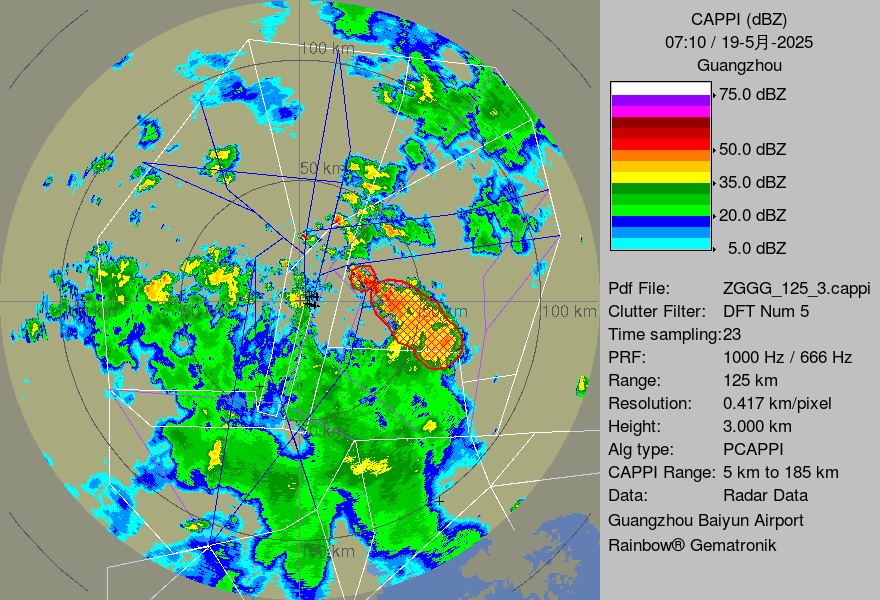 CAPPI (dBZ)
07:10 / 19-5月-2025
Guangzhou
75.0 dBZ
50.0 dBZ
35.0 dBZ
20.0 dBZ
5.0 dBZ
Pdf File: ZGGG_125_3.cappi
Clutter Filter: DFT Num 5
Time sampling:23
PRF: 1000 Hz / 666 Hz
Range: 125 km
Resolution: 0.417 km/pixel
Height: 3.000 km
Alg type: PCAPPI
CAPPI Range: 5 km to 185 km
Data: Radar Data
Guangzhou Baiyun Airport
Rainbow® Gematronik
100 km
50 km
100 km
100 km